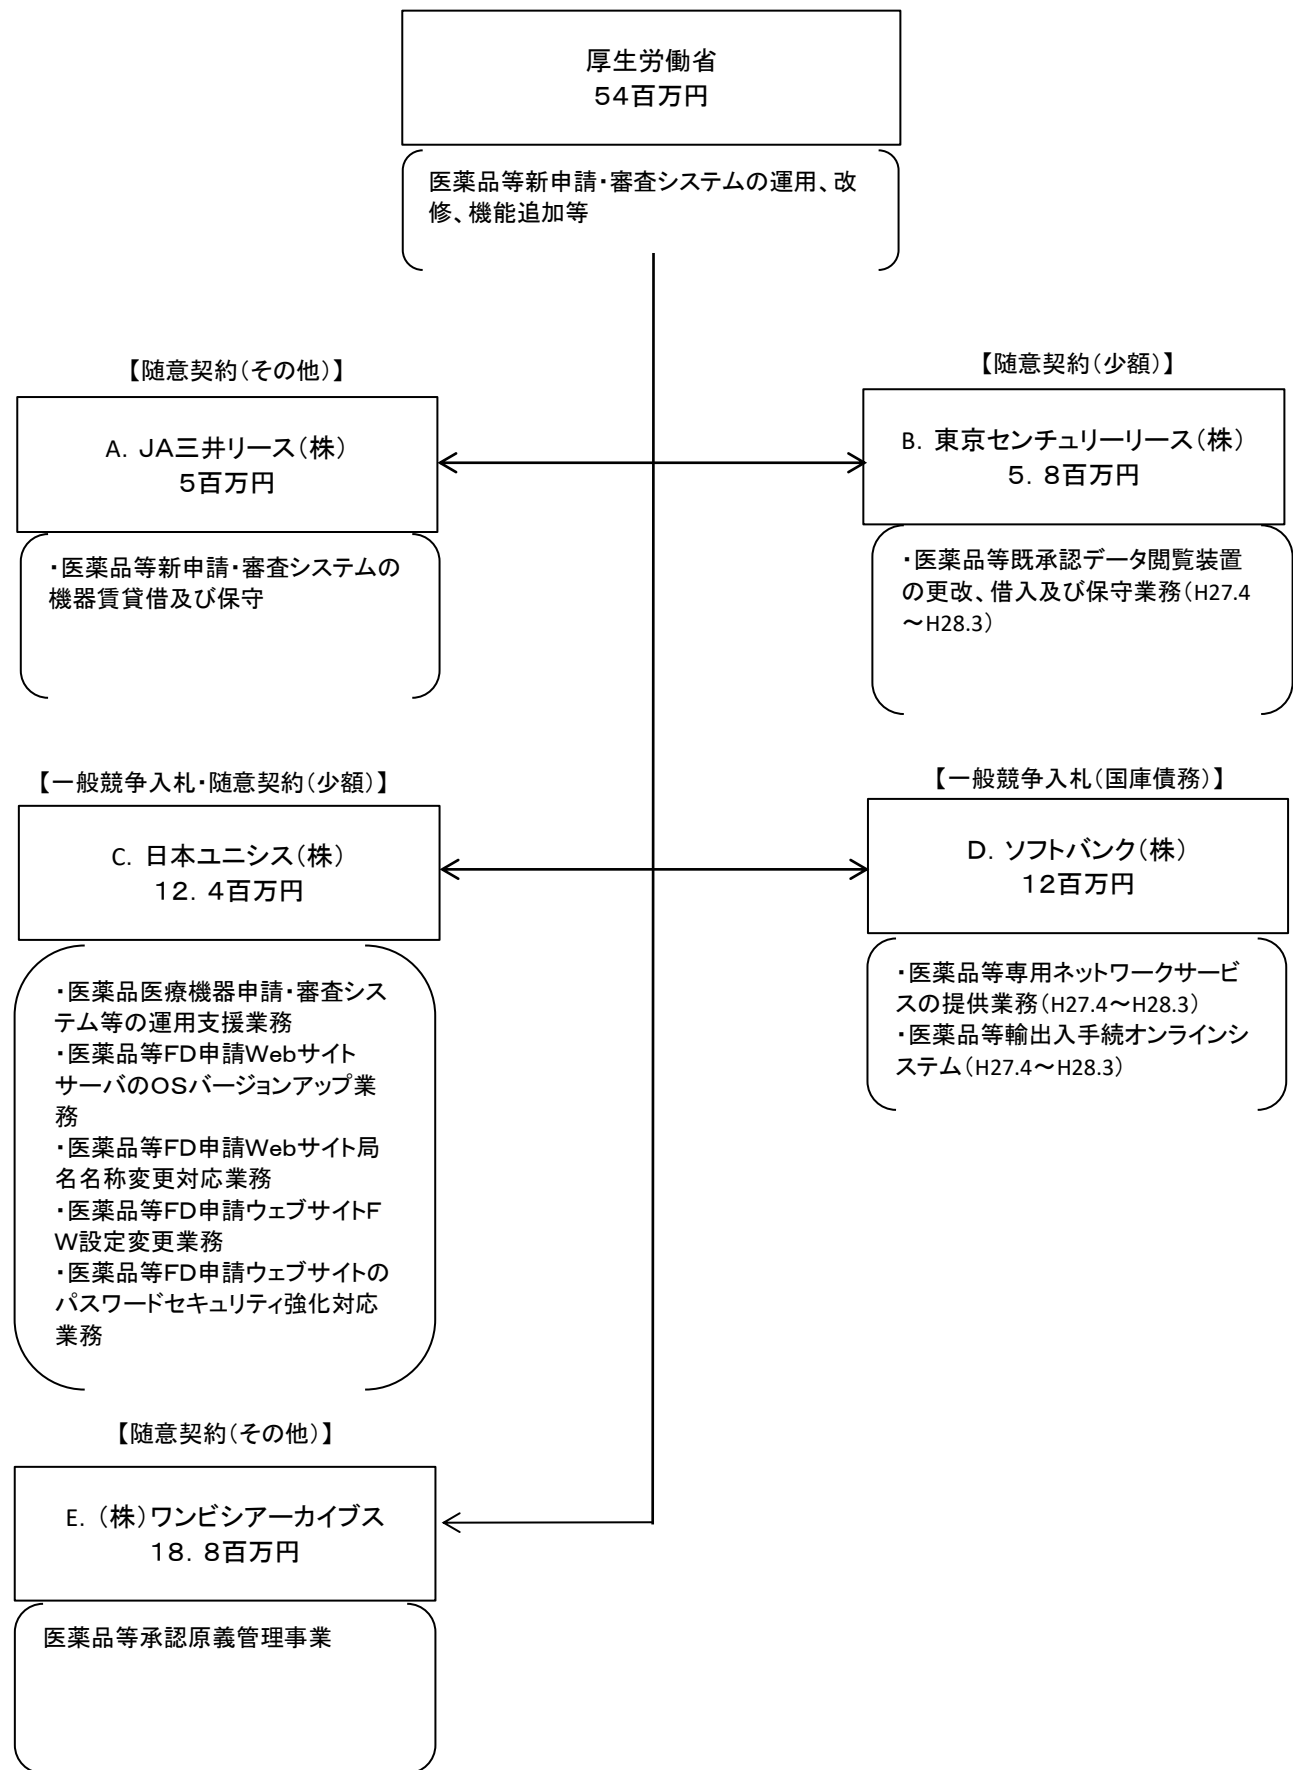 厚生労働省
54百万円
医薬品等新申請・審査システムの運用、改
修、機能追加等
【随意契約（その他）】
A. ＪＡ三井リース（株）
5百万円
・医薬品等新申請・審査システムの
機器賃貸借及び保守
【随意契約（少額）】
B. 東京センチュリーリース（株）
５．８百万円
・医薬品等既承認データ閲覧装置
の更改、借入及び保守業務（H27.4
～H28.3）
【一般競争入札・随意契約（少額）】
C. 日本ユニシス（株）
１２．４百万円
・医薬品医療機器申請・審査シス
テム等の運用支援業務
・医薬品等ＦＤ申請Ｗｅｂサイト
サーバのＯＳバージョンアップ業
務
・医薬品等ＦＤ申請Ｗｅｂサイト局
名名称変更対応業務
・医薬品等ＦＤ申請ウェブサイトＦ
Ｗ設定変更業務
・医薬品等ＦＤ申請ウェブサイトの
パスワードセキュリティ強化対応
業務
【一般競争入札（国庫債務）】
Ｄ．ソフトバンク（株）
12百万円
・医薬品等専用ネットワークサービ
スの提供業務（H27.4～H28.3）
・医薬品等輸出入手続オンラインシ
ステム（H27.4～H28.3）
【随意契約（その他）】
E. （株）ワンビシアーカイブス
１８．８百万円
医薬品等承認原義管理事業